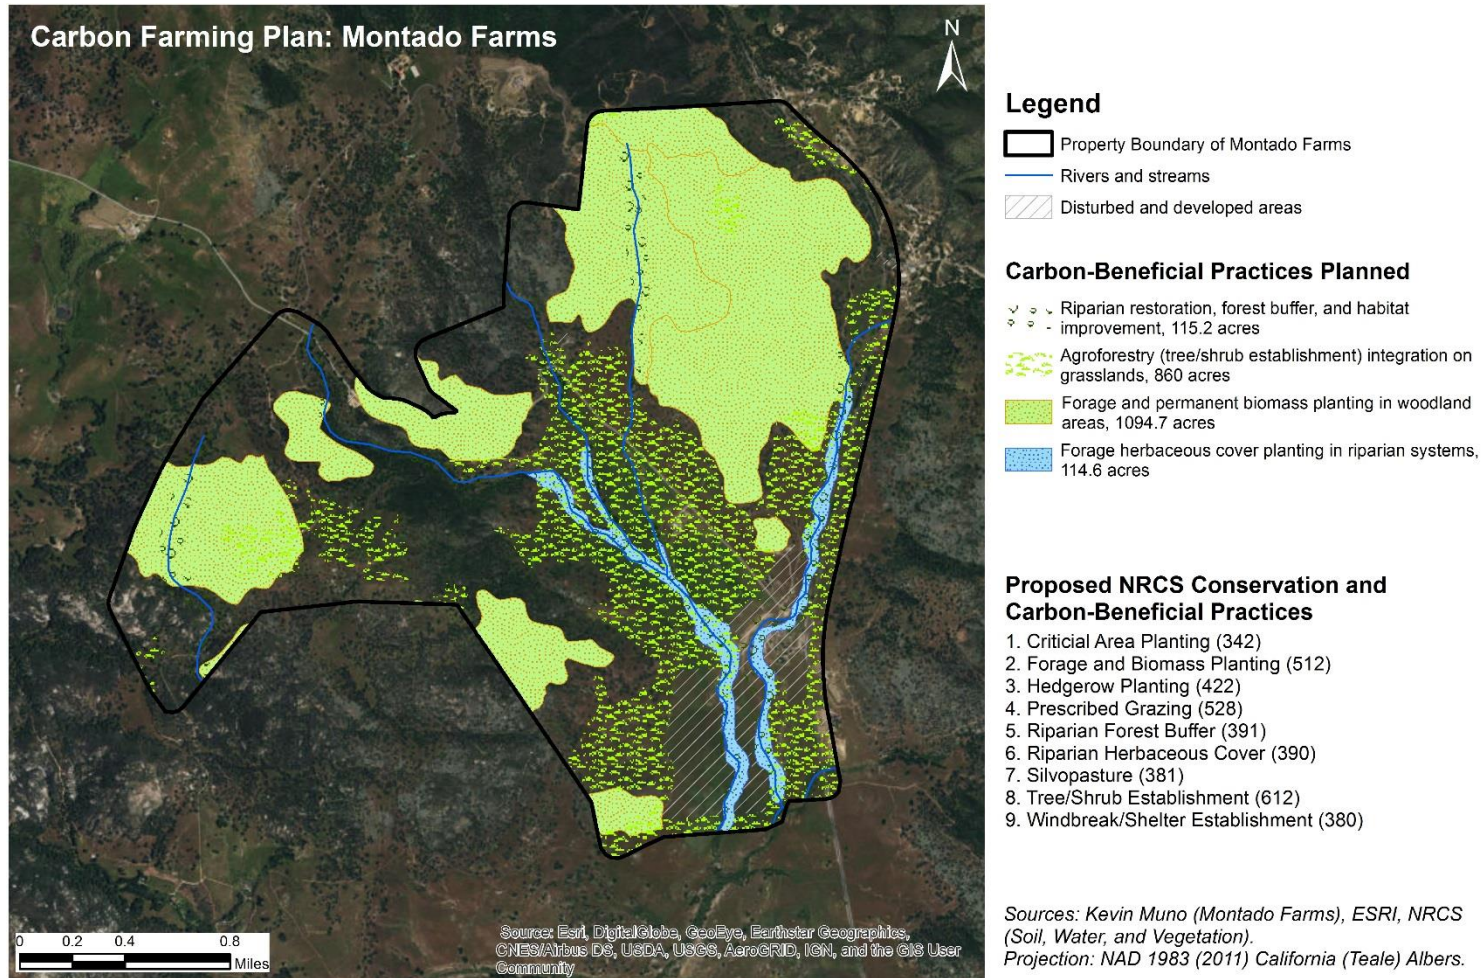 Carbon Farming Plan: Montado Farms
N
Legend
Property Boundary of Montado Farms
Rivers and streams
Disturbed and developed areas
Carbon-Beneficial Practices Planned
Riparian restoration, forest buffer, and habitat
improvement, 115.2 acres
Agroforestry (tree/shrub establishment) integration on
grasslands, 860 acres
Forage and permanent biomass planting in woodland
areas, 1094.7 acres
Forage herbaceous cover planting in riparian systems,
114.6 acres
Proposed NRCS Conservation and
Carbon-Beneficial Practices
1. Criticial Area Planting (342)
2. Forage and Biomass Planting (512)
3. Hedgerow Planting (422)
4. Prescribed Grazing (528)
5. Riparian Forest Buffer (391)
6. Riparian Herbaceous Cover (390)
7. Silvopasture (381)
8. Tree/Shrub Establishment (612)
9. Windbreak/Shelter Establishment (380)
Sources: Kevin Muno (Montado Farms), ESRI, NRCS
(Soil, Water, and Vegetation).
Projection: NAD 1983 (2011) California (Teale) Albers.
0 0.2 0.4 0.8
Miles
Source: Esri, DigitalGlobe, GeoEye, Earthstar Geographics,
CNES/Airbus DS, USDA, USGS, AeroGRID, IGN, and the GIS User
Community